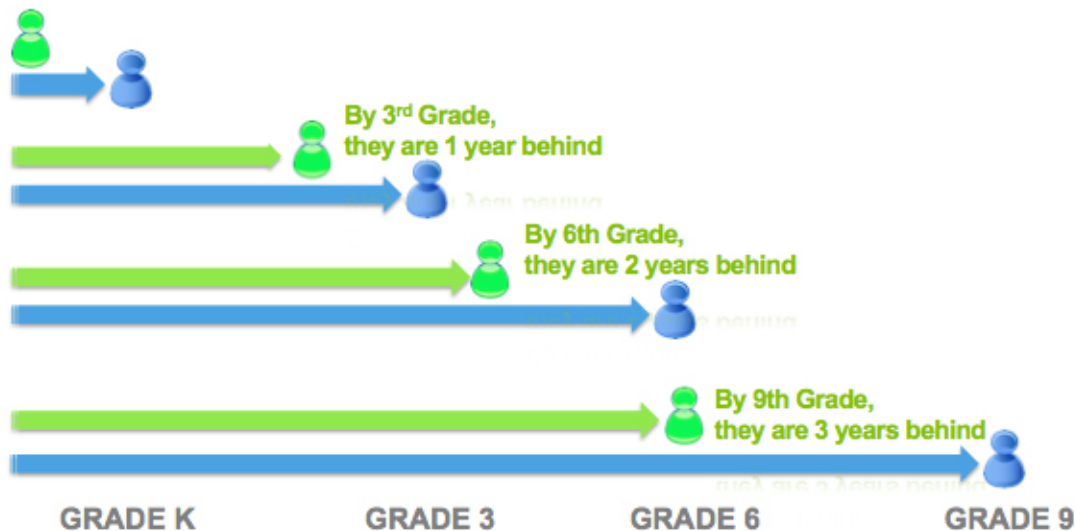 By 3rd Grade,
they are 1 year behind
By 6th Grade,
they are 2 years behind
By 9th Grade,
they are 3 years behind
GRADE K GRADE 3 GRADE 6 GRADE 9